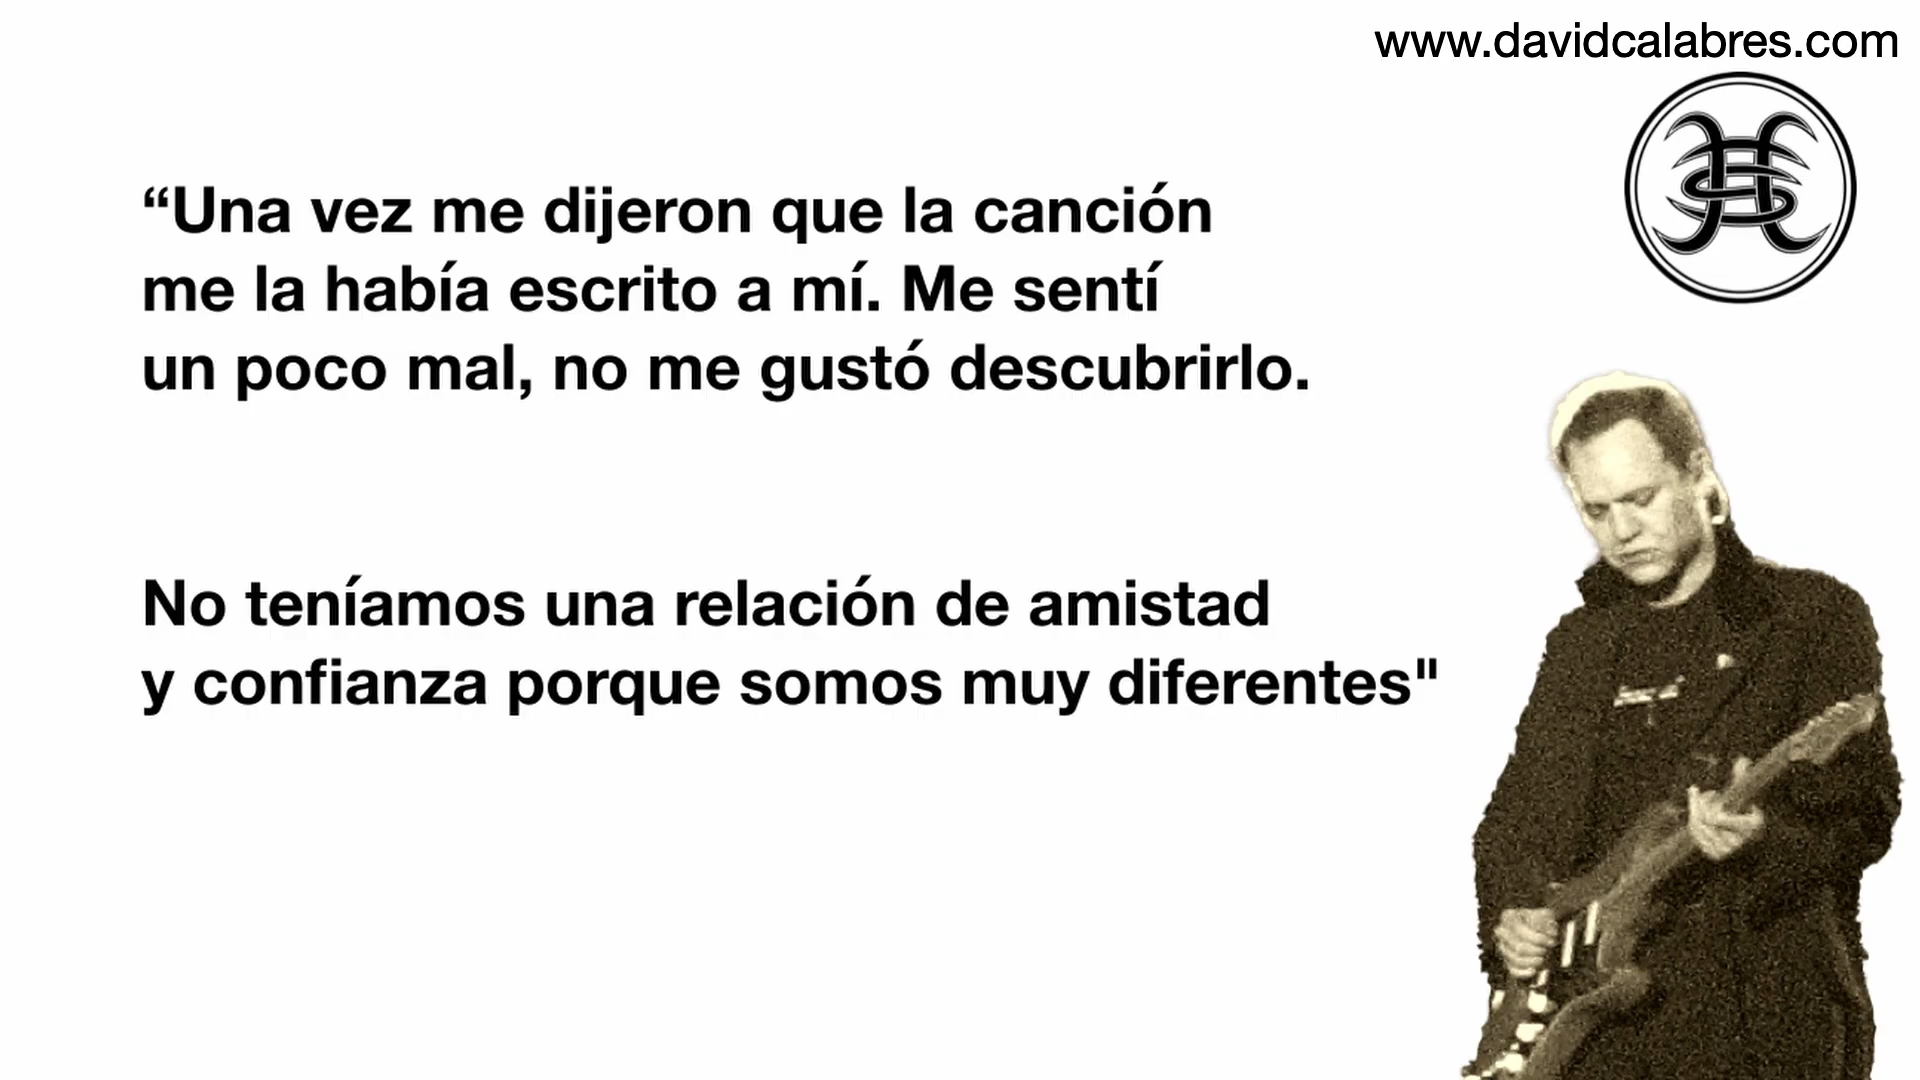 www.davidcalabres.com
“Una vez me dijeron que la canción
me la había escrito a mí. Me sentí
un poco mal, no me gustó descubrirlo.
No teníamos una relación de amistad
y confianza porque somos muy diferentes"